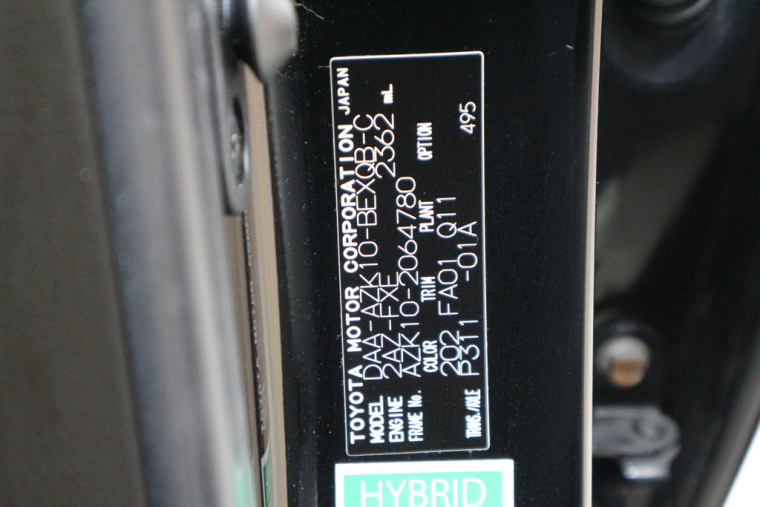 TOYOTA MOTOR CORPORATION JAPAN
MODEL DAA-AZK10-BEXQB-C
ENGINE 2AZ-FXE 2362 mL
FRAME No. AZK10-2064780
COLOR TRIM PLANT OPTION
202 FA01 Q11
TRANS./AXLE P311 -01A 495
HYBRID